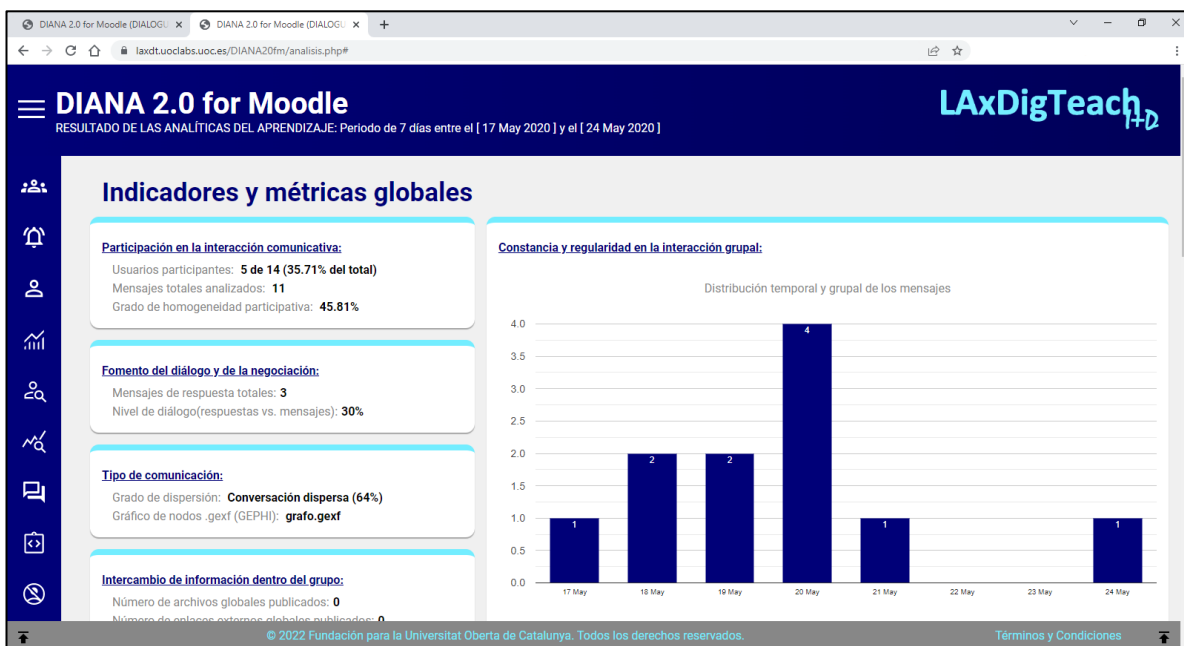 DIANA 2.0 for Moodle (DIALOGU
DIANA 2.0 for Moodle (DIALOGU
laxdt.uoclabs.uoc.es/DIANA20fm/analisis.php#
DIANA 2.0 for Moodle
LAxDigTeach
+D
RESULTADO DE LAS ANALÍTICAS DEL APRENDIZAJE: Periodo de 7 días entre el [ 17 May 2020 ] y el [ 24 May 2020 ]
Indicadores y métricas globales
Participación en la interacción comunicativa:
Usuarios participantes: 5 de 14 (35.71% del total)
Mensajes totales analizados: 11
Grado de homogeneidad participativa: 45.81%
Fomento del diálogo y de la negociación:
Mensajes de respuesta totales: 3
Nivel de diálogo(respuestas vs. mensajes): 30%
Tipo de comunicación:
Grado de dispersión: Conversación dispersa (64%)
Gráfico de nodos .gexf (GEPHI): grafo.gexf
Intercambio de información dentro del grupo:
Número de archivos globales publicados: 0
Número de enlaces externos globales publicados: 0
Constancia y regularidad en la interacción grupal:
Distribución temporal y grupal de los mensajes
4.0
3.5
3.0
2.5
2.0
1.5
1.0
0.5
0.0
1
2
2
4
1
1
17 May 18 May 19 May 20 May 21 May 22 May 23 May 24 May
© 2022 Fundación para la Universitat Oberta de Catalunya. Todos los derechos reservados.
Términos y Condiciones